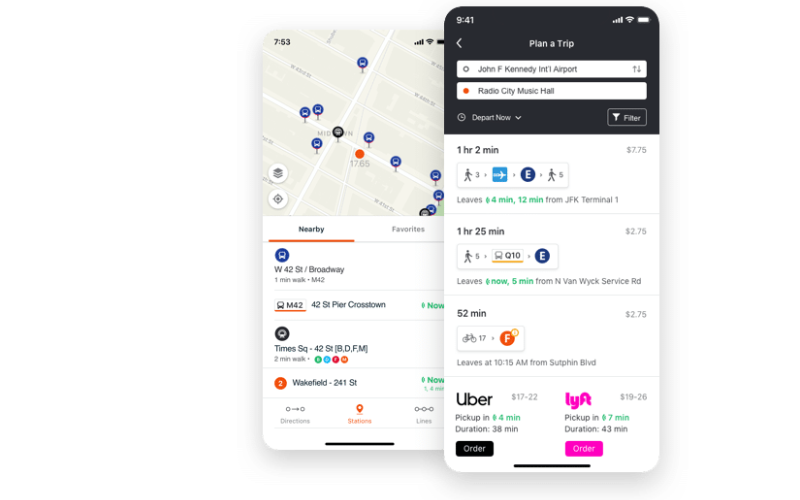 7:53
W 42nd St
MIDTOWN
17.65
Nearby
Favorites
W 42 St / Broadway
1 min walk • M42
M42
42 St Pier Crosstown
Now
Times Sq - 42 St [B,D,F,M]
2 min walk •
2
Wakefield - 241 St
Now
1, 4 min
Directions
Stations
Lines
9:41
Plan a Trip
John F Kennedy Int'l Airport
Radio City Music Hall
Depart Now
Filter
1 hr 2 min
$7.75
3
E
5
Leaves 4 min, 12 min from JFK Terminal 1
1 hr 25 min
$2.75
5
Q10
E
Leaves now, 5 min from N Van Wyck Service Rd
52 min
$2.75
17
F
Leaves at 10:15 AM from Sutphin Blvd
Uber
$17-22
Pickup in 4 min
Duration: 38 min
Order
lyft
$19-26
Pickup in 7 min
Duration: 43 min
Order